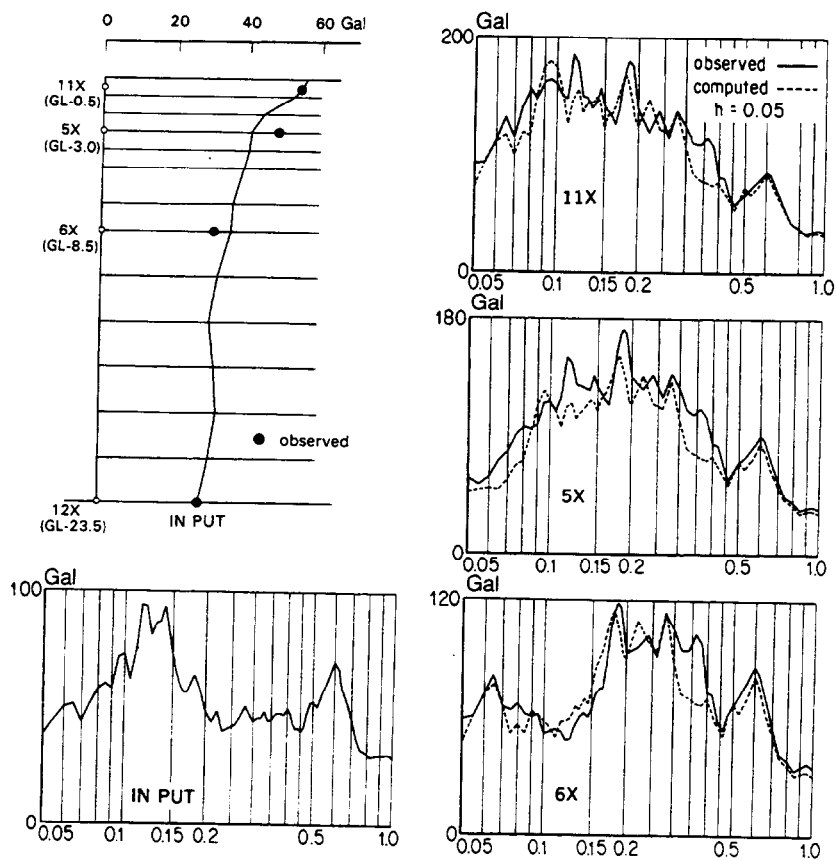 0 20 40 60 Gal
11X
(GL-0.5)
5X
(GL-3.0)
6X
(GL-8.5)
observed
12X
(GL-23.5)
IN PUT
Gal
200
observed
computed
h = 0.05
11X
0
0.05 0.1 0.15 0.2 0.5 1.0
Gal
180
5X
0
0.05 0.1 0.15 0.2 0.5 1.0
Gal
100
IN PUT
0
0.05 0.1 0.15 0.2 0.5 1.0
Gal
120
6X
0
0.05 0.1 0.15 0.2 0.5 1.0